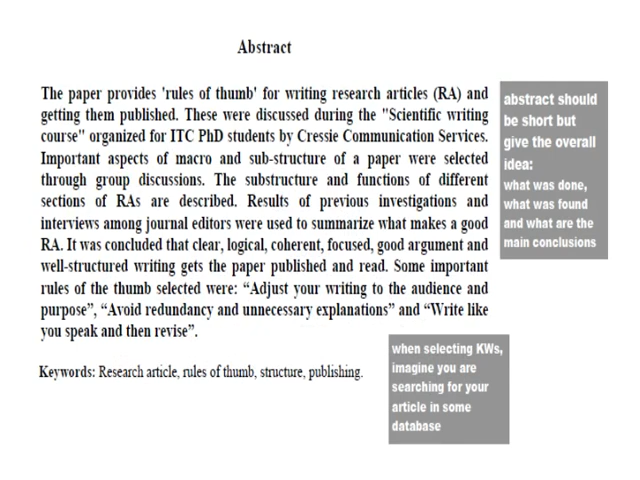 Abstract
The paper provides 'rules of thumb' for writing research articles (RA) and
getting them published. These were discussed during the "Scientific writing
course" organized for ITC PhD students by Cressie Communication Services.
Important aspects of macro and sub-structure of a paper were selected
through group discussions. The substructure and functions of different
sections of RAs are described. Results of previous investigations and
interviews among journal editors were used to summarize what makes a good
RA. It was concluded that clear, logical, coherent, focused, good argument and
well-structured writing gets the paper published and read. Some important
rules of the thumb selected were: “Adjust your writing to the audience and
purpose”, “Avoid redundancy and unnecessary explanations” and “Write like
you speak and then revise”.
Keywords: Research article, rules of thumb, structure, publishing.
abstract should
be short but
give the overall
idea:
what was done,
what was found
and what are the
main conclusions
when selecting KWs,
imagine you are
searching for your
article in some
database